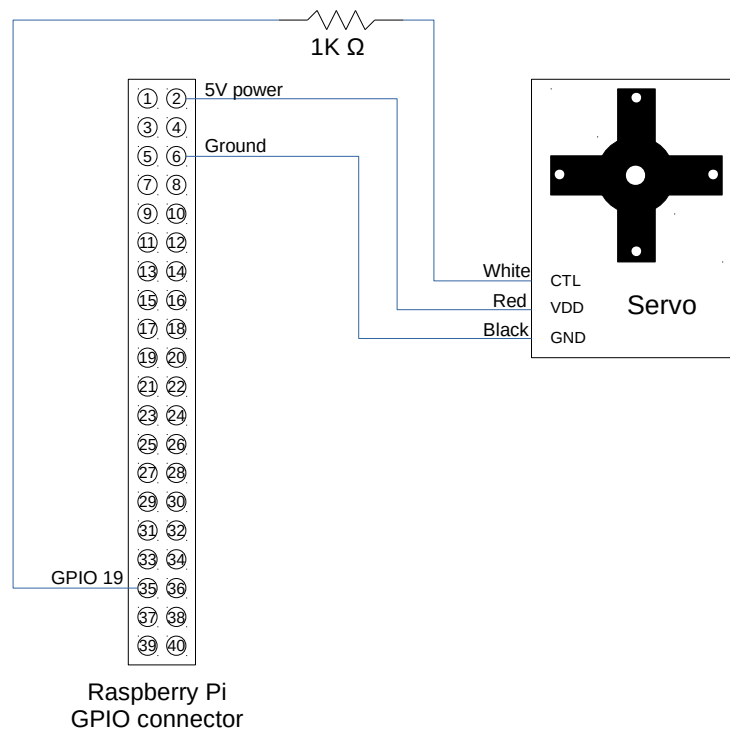 1K Ω
5V power
1 2
3 4
Ground
5 6
7 8
9 10
11 12
13 14
15 16
17 18
19 20
21 22
23 24
25 26
27 28
29 30
31 32
33 34
GPIO 19
35 36
37 38
39 40
Raspberry Pi
GPIO connector
White
Red
Black
CTL
VDD
GND
Servo